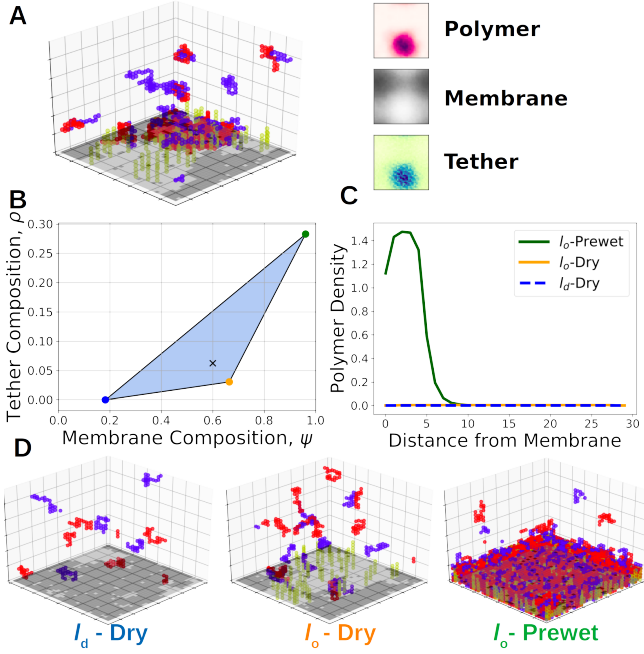 A
Polymer
Membrane
Tether
B
C
Tether Composition, ρ
0.30
0.25
0.20
0.15
0.10
0.05
0.00
0.0 0.2 0.4 0.6 0.8 1.0
Membrane Composition, ψ
Polymer Density
1.4
1.2
1.0
0.8
0.6
0.4
0.2
0.0
0 5 10 15 20 25 30
Distance from Membrane
lo-Prewet
lo-Dry
ld-Dry
D
ld - Dry
lo - Dry
lo- Prewet